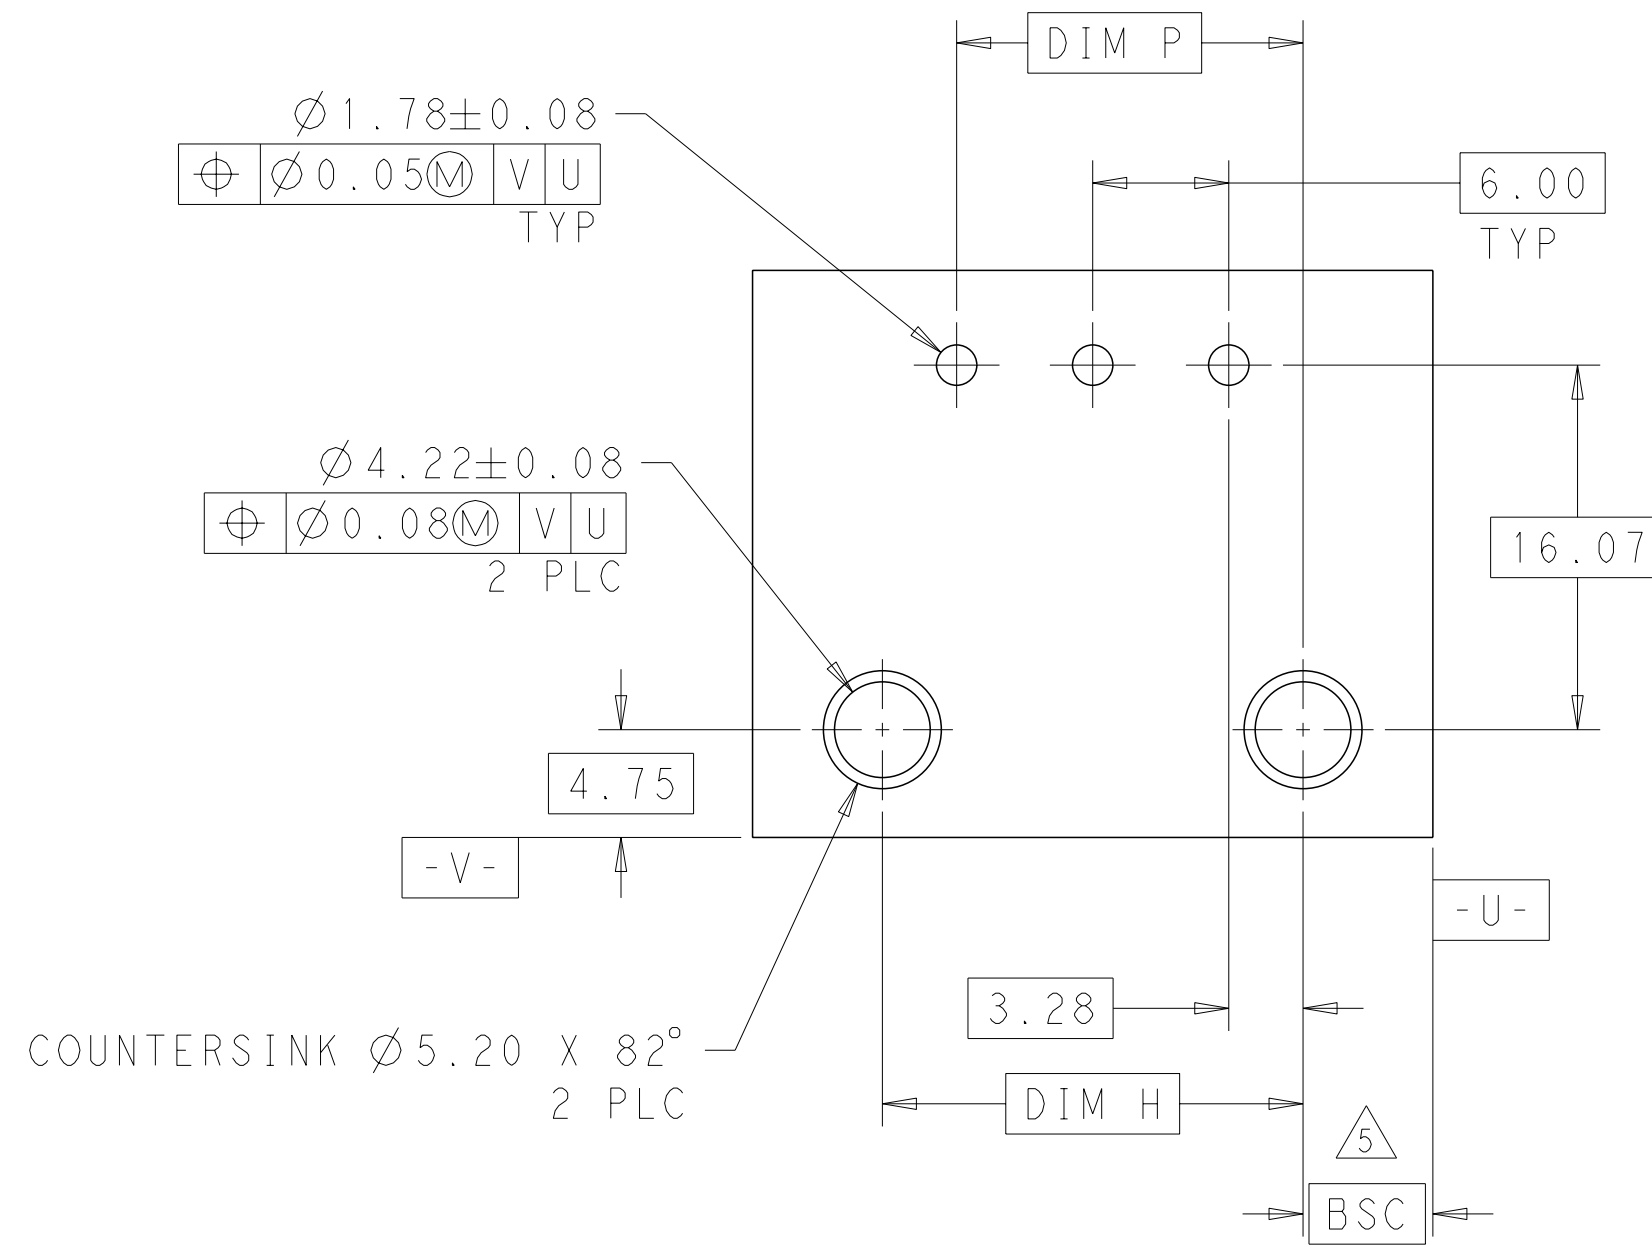 DIM P
Ø1.78±0.08
⌖ Ø0.05Ⓜ V U
TYP
6.00
TYP
Ø4.22±0.08
⌖ Ø0.08Ⓜ V U
2 PLC
16.07
4.75
-V-
-U-
3.28
COUNTERSINK Ø5.20 X 82°
2 PLC
DIM H
5
BSC